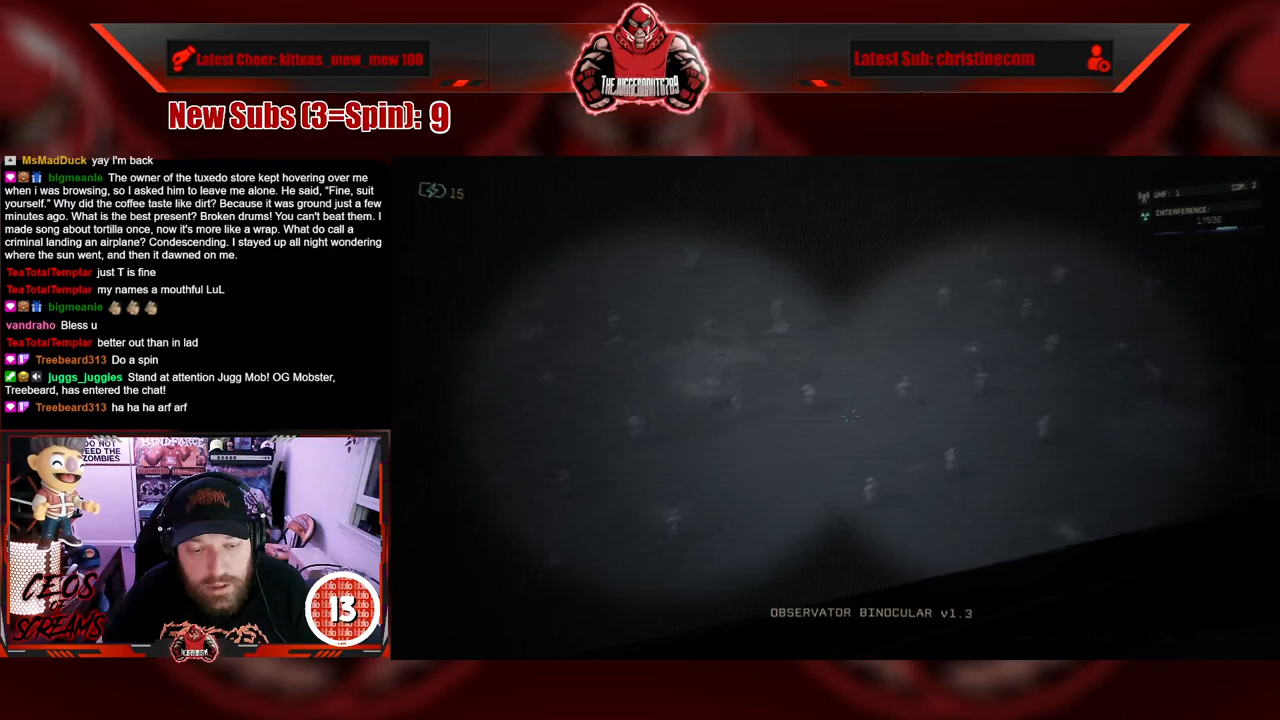 Latest Cheer: kittens_mew_mew 100
THEJUGGERNAUT6789
Latest Sub: christinecnm
New Subs (3=Spin): 9
MsMadDuck yay I'm back
bigmeanie The owner of the tuxedo store kept hovering over me
when i was browsing, so I asked him to leave me alone. He said, “Fine, suit
yourself.” Why did the coffee taste like dirt? Because it was ground just a few
minutes ago. What is the best present? Broken drums! You can't beat them. I
made song about tortilla once, now it's more like a wrap. What do call a
criminal landing an airplane? Condescending. I stayed up all night wondering
where the sun went, and then it dawned on me.
TeaTotalTemplar just T is fine
TeaTotalTemplar my names a mouthful LuL
bigmeanie
vandraho Bless u
TeaTotalTemplar better out than in lad
Treebeard313 Do a spin
juggs_juggles Stand at attention Jugg Mob! OG Mobster,
Treebeard, has entered the chat!
Treebeard313 ha ha ha arf arf
15
UHF: 1
COM: 2
INTERFERENCE:
DO NOT
FEED THE
ZOMBIES
CEOS
OF
SCREAMS
13
OBSERVATOR BINOCULAR v1.3